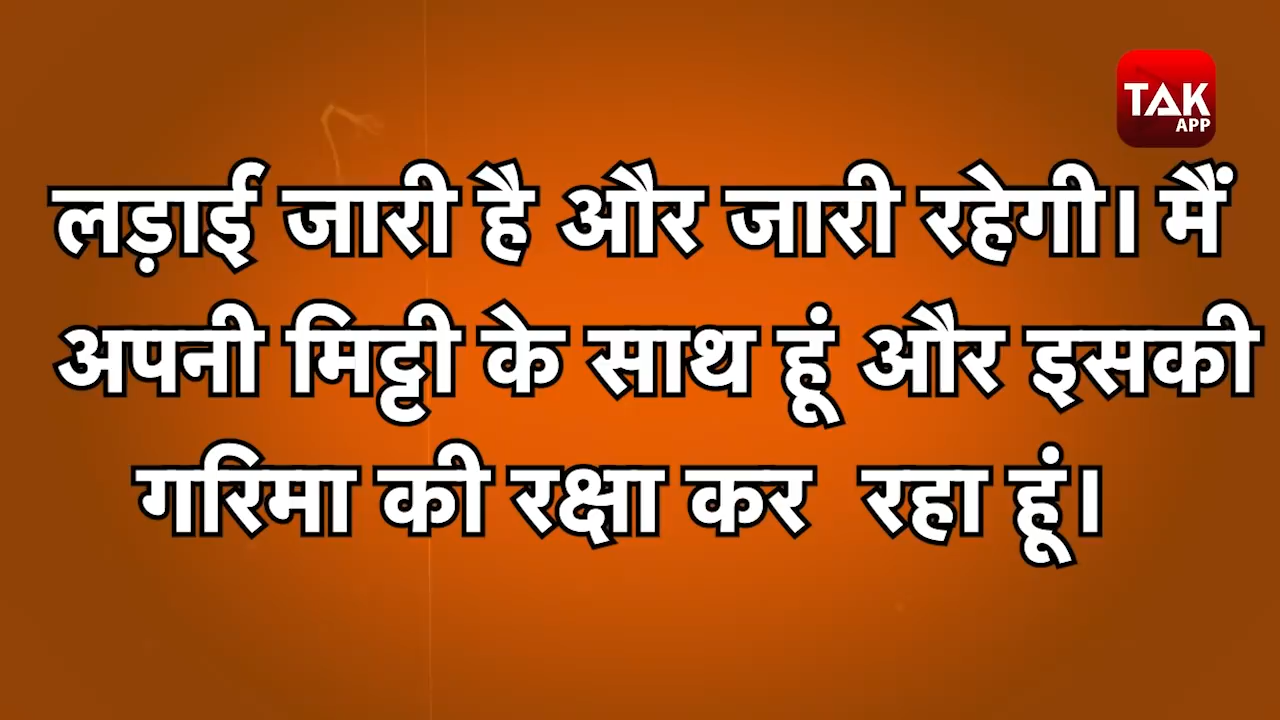 TAK
APP
लड़ाई जारी है और जारी रहेगी। मैं
अपनी मिट्टी के साथ हूं और इसकी
गरिमा की रक्षा कर रहा हूं।